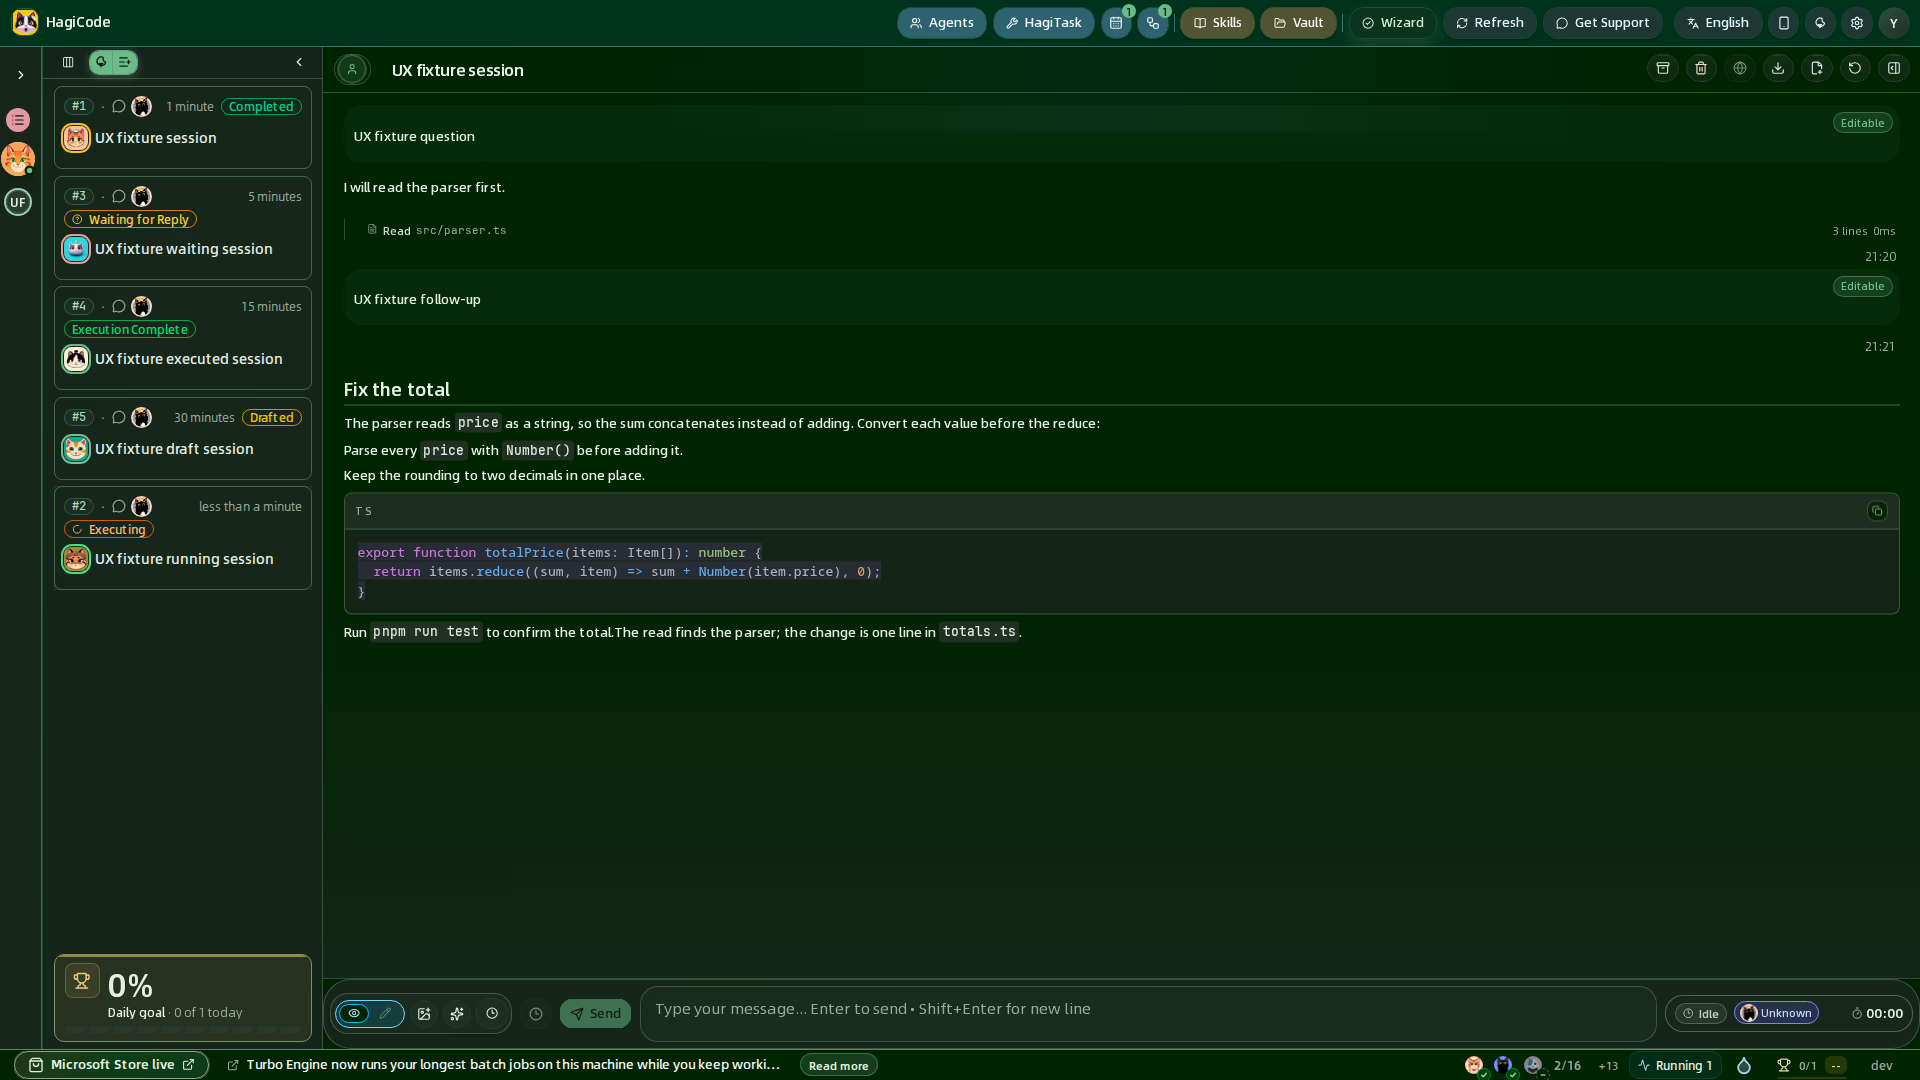 HagiCode
Agents
HagiTask
1
1
Skills
Vault
Wizard
Refresh
Get Support
English
Y
#1 · 1 minute Completed
UX fixture session
#3 · 5 minutes
Waiting for Reply
UX fixture waiting session
#4 · 15 minutes
Execution Complete
UX fixture executed session
#5 · 30 minutes Drafted
UX fixture draft session
#2 · less than a minute
Executing
UX fixture running session
UF
0%
Daily goal · 0 of 1 today
UX fixture session
UX fixture question
Editable
I will read the parser first.
Read src/parser.ts
3 lines 0ms
21:20
UX fixture follow-up
Editable
21:21
Fix the total
The parser reads price as a string, so the sum concatenates instead of adding. Convert each value before the reduce:
Parse every price with Number() before adding it.
Keep the rounding to two decimals in one place.
TS
export function totalPrice(items: Item[]): number {
return items.reduce((sum, item) => sum + Number(item.price), 0);
}
Run pnpm run test to confirm the total.The read finds the parser; the change is one line in totals.ts.
Send
Type your message... Enter to send • Shift+Enter for new line
Idle
Unknown
00:00
Microsoft Store live
Turbo Engine now runs your longest batch jobs on this machine while you keep worki...
Read more
2/16
+13
Running 1
0/1
--
dev